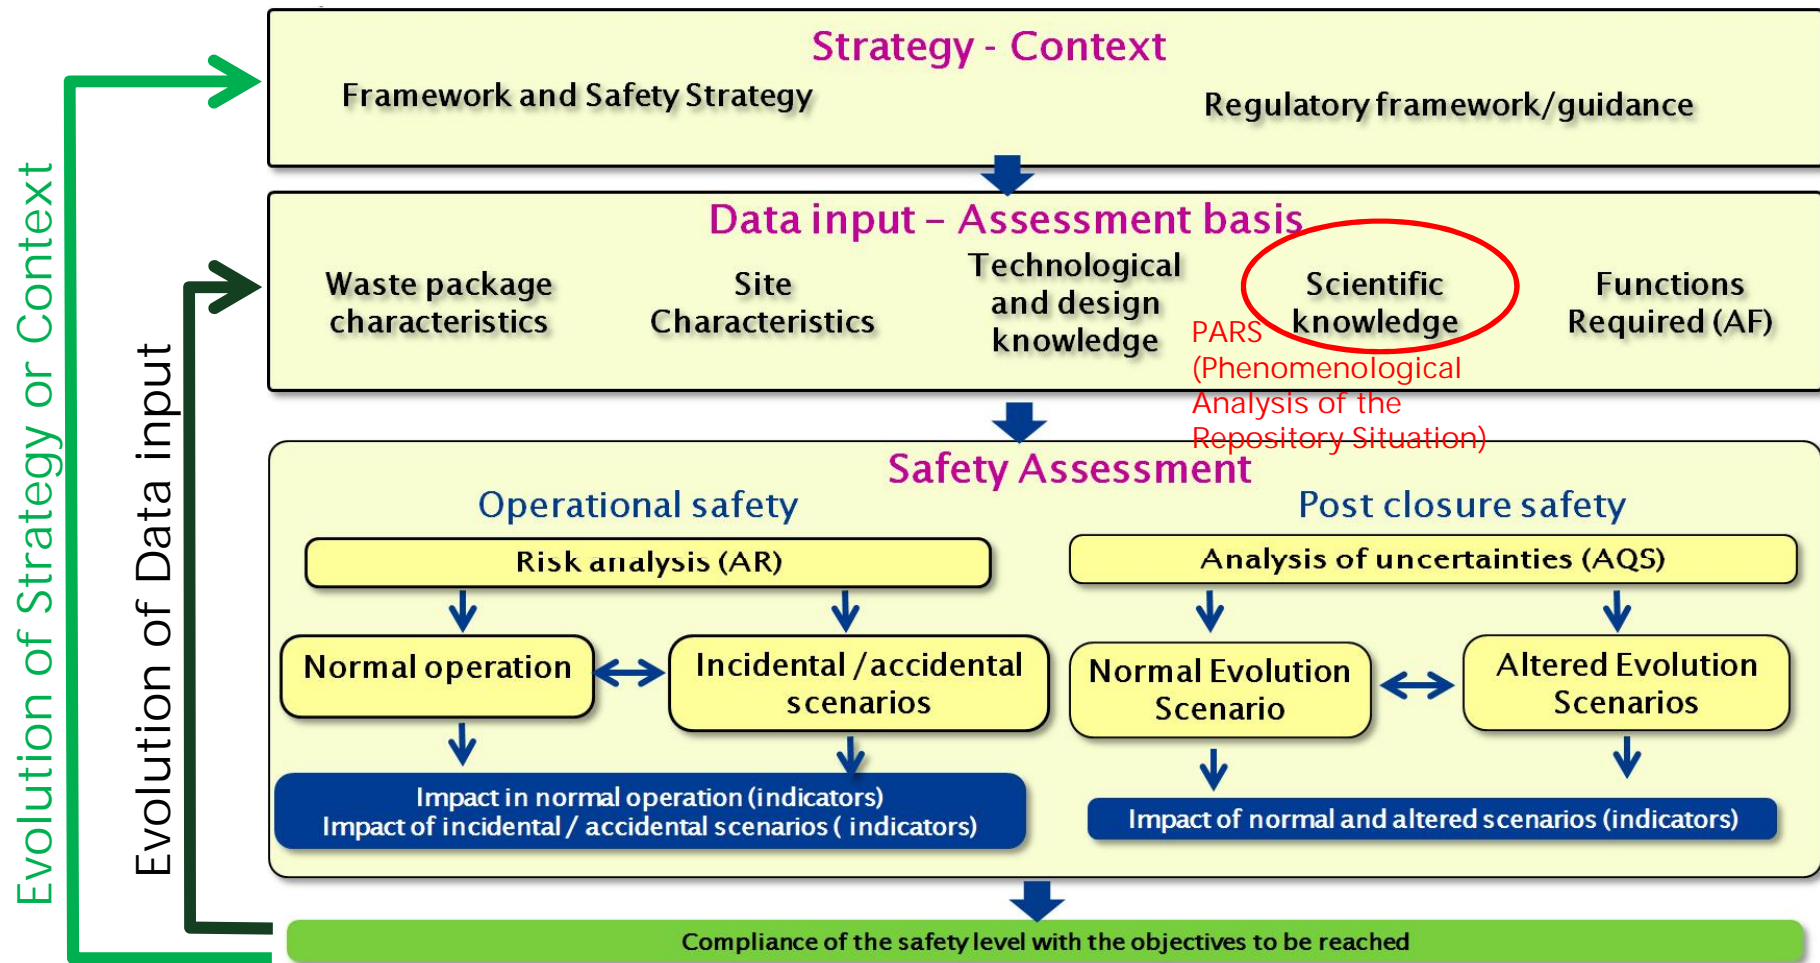 Strategy - Context
Framework and Safety Strategy
Regulatory framework/guidance
Data input – Assessment basis
Waste package
characteristics
Site
Characteristics
Technological
and design
knowledge
Scientific
knowledge
Functions
Required (AF)
PARS
(Phenomenological
Analysis of the
Repository Situation)
Safety Assessment
Operational safety
Post closure safety
Risk analysis (AR)
Analysis of uncertainties (AQS)
Normal operation
Incidental /accidental
scenarios
Normal Evolution
Scenario
Altered Evolution
Scenarios
Impact in normal operation (indicators)
Impact of incidental / accidental scenarios ( indicators)
Impact of normal and altered scenarios (indicators)
Compliance of the safety level with the objectives to be reached
Evolution of Strategy or Context
Evolution of Data input